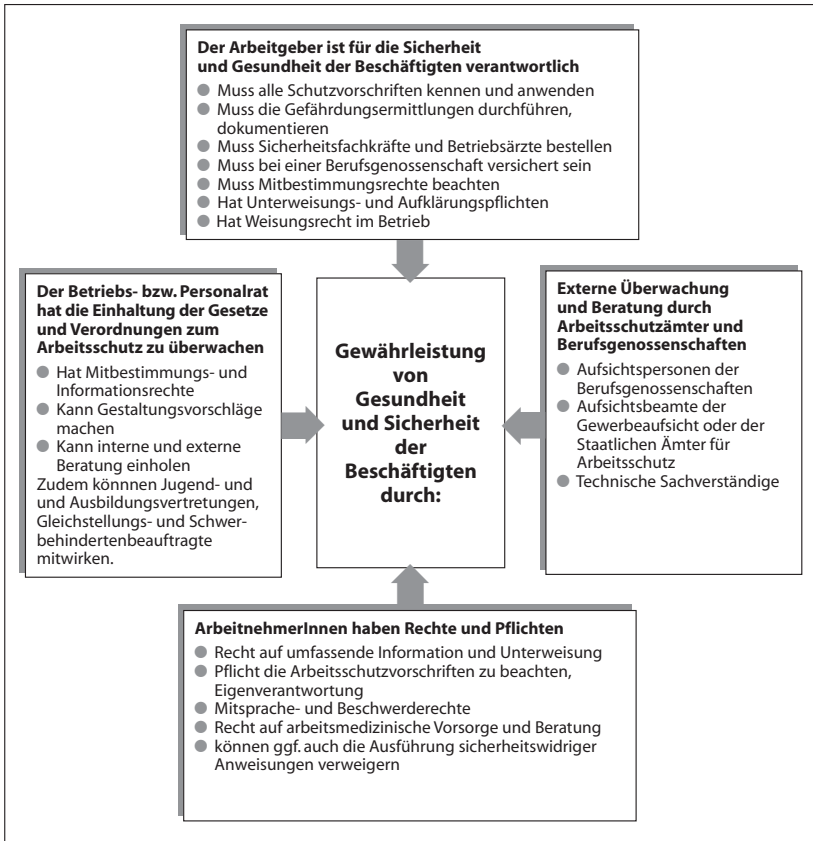 Der Arbeitgeber ist für die Sicherheit
und Gesundheit der Beschäftigten verantwortlich
● Muss alle Schutzvorschriften kennen und anwenden
● Muss die Gefährdungsermittlungen durchführen,
dokumentieren
● Muss Sicherheitsfachkräfte und Betriebsärzte bestellen
● Muss bei einer Berufsgenossenschaft versichert sein
● Muss Mitbestimmungsrechte beachten
● Hat Unterweisungs- und Aufklärungspflichten
● Hat Weisungsrecht im Betrieb
Der Betriebs- bzw. Personalrat
hat die Einhaltung der Gesetze
und Verordnungen zum
Arbeitsschutz zu überwachen
● Hat Mitbestimmungs- und
Informationsrechte
● Kann Gestaltungsvorschläge
machen
● Kann interne und externe
Beratung einholen
Zudem könnnen Jugend- und
und Ausbildungsvertretungen,
Gleichstellungs- und Schwer-
behindertenbeauftragte
mitwirken.
Gewährleistung
von
Gesundheit
und Sicherheit
der
Beschäftigten
durch:
Externe Überwachung
und Beratung durch
Arbeitsschutzämter und
Berufsgenossenschaften
● Aufsichtspersonen der
Berufsgenossenschaften
● Aufsichtsbeamte der
Gewerbeaufsicht oder der
Staatlichen Ämter für
Arbeitsschutz
● Technische Sachverständige
ArbeitnehmerInnen haben Rechte und Pflichten
● Recht auf umfassende Information und Unterweisung
● Pflicht die Arbeitsschutzvorschriften zu beachten,
Eigenverantwortung
● Mitsprache- und Beschwerderechte
● Recht auf arbeitsmedizinische Vorsorge und Beratung
● können ggf. auch die Ausführung sicherheitswidriger
Anweisungen verweigern